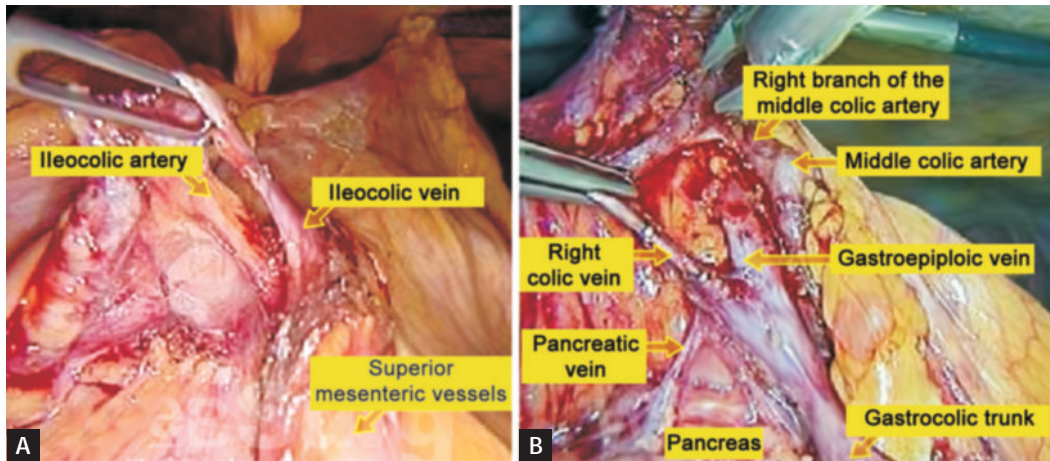 Ileocolic artery
Ileocolic vein
Superior
mesenteric vessels
A
Right branch of the
middle colic artery
Middle colic artery
Right
colic vein
Gastroepiploic vein
Pancreatic
vein
Gastrocolic trunk
Pancreas
B